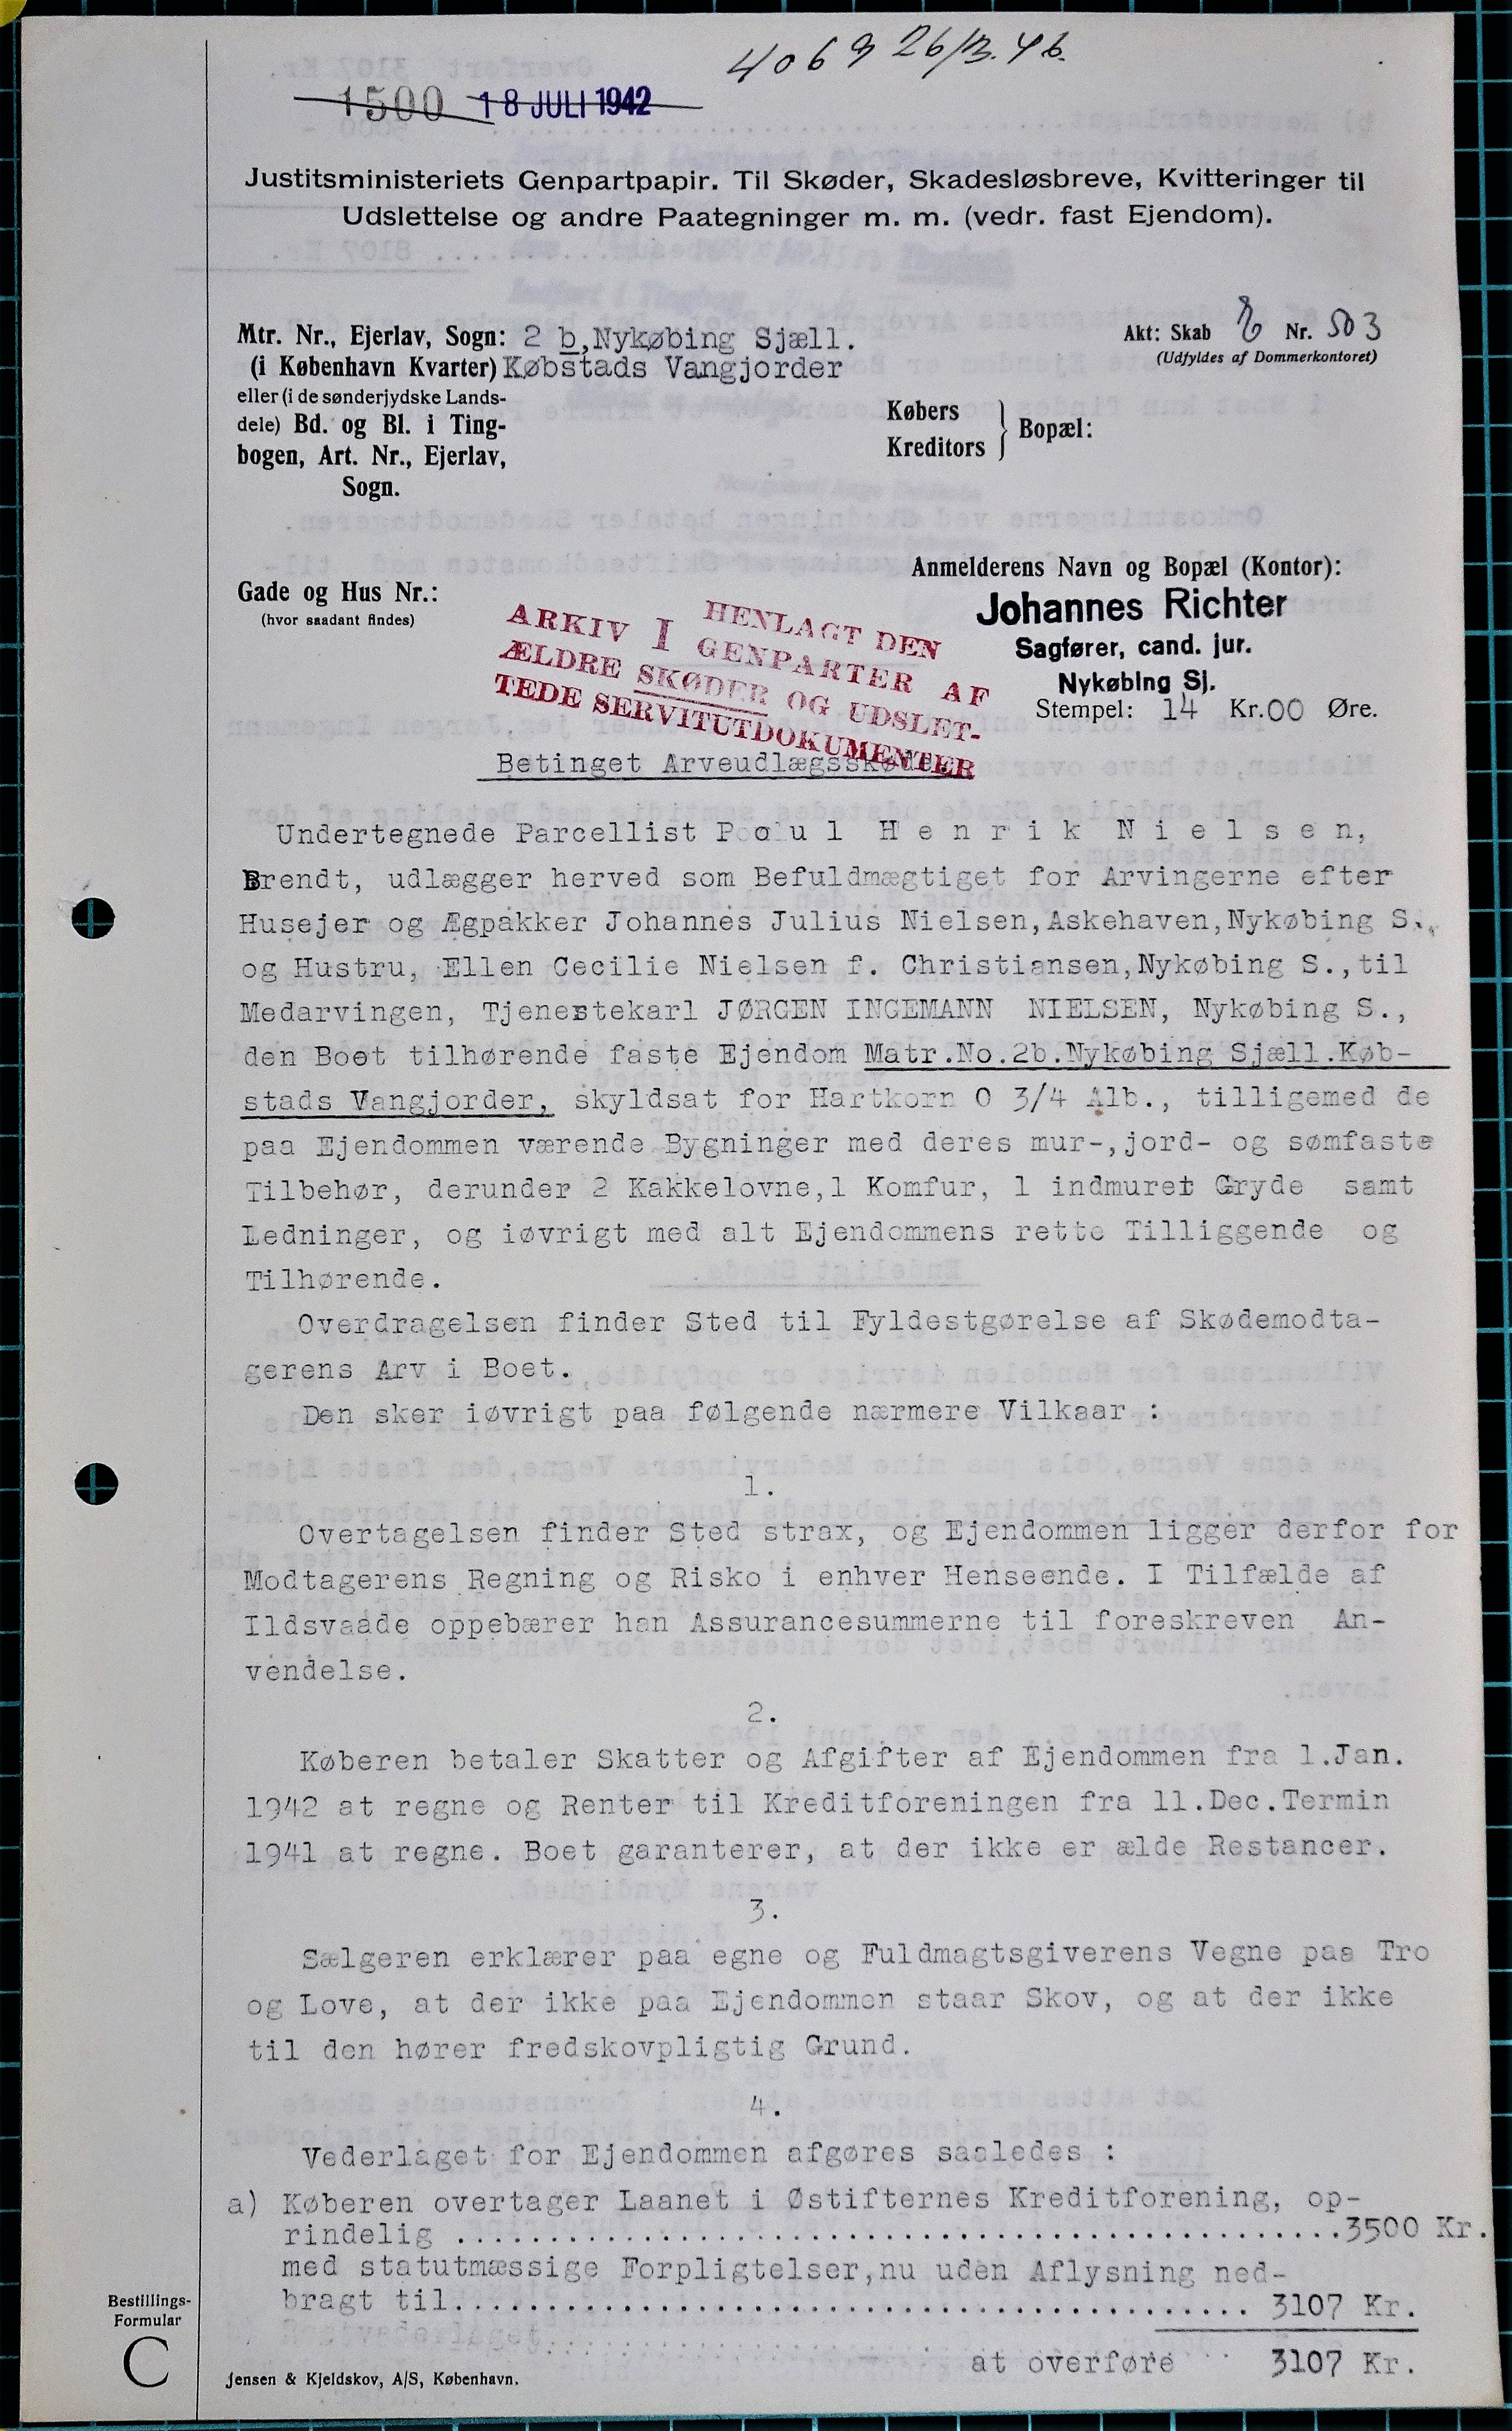 4069 26/3.46.
1500 18 JULI 1942
Justitsministeriets Genpartpapir. Til Skøder, Skadesløsbreve, Kvitteringer til
Udslettelse og andre Paategninger m. m. (vedr. fast Ejendom).
Mtr. Nr., Ejerlav, Sogn: 2 b, Nykøbing Sjæll.
(i København Kvarter) Købstads Vangjorder
eller (i de sønderjydske Lands-
dele) Bd. og Bl. i Ting-
bogen, Art. Nr., Ejerlav,
Sogn.
Akt: Skab Nr. 503
(Udfyldes af Dommerkontoret)
Købers
Kreditors } Bopæl:
Gade og Hus Nr.:
(hvor saadant findes)
Anmelderens Navn og Bopæl (Kontor):
Johannes Richter
Sagfører, cand. jur.
Nykøbing Sj.
Stempel: 14 Kr. 00 Øre.
HENLAGT DEN
ARKIV I GENPARTER AF
ÆLDRE SKØDER OG UDSLET-
TEDE SERVITUTDOKUMENTER
Betinget Arveudlægsskøde.
Undertegnede Parcellist P o u l H e n r i k N i e l s e n,
Brendt, udlægger herved som Befuldmægtiget for Arvingerne efter
Husejer og Ægpakker Johannes Julius Nielsen, Askehaven, Nykøbing S.,
og Hustru, Ellen Cecilie Nielsen f. Christiansen, Nykøbing S., til
Medarvingen, Tjenestekarl JØRGEN INGEMANN NIELSEN, Nykøbing S.,
den Boet tilhørende faste Ejendom Matr.No.2b.Nykøbing Sjæll.Køb-
stads Vangjorder, skyldsat for Hartkorn 0 3/4 Alb., tilligemed de
paa Ejendommen værende Bygninger med deres mur-, jord- og sømfaste
Tilbehør, derunder 2 Kakkelovne, 1 Komfur, 1 indmuret Gryde samt
Ledninger, og iøvrigt med alt Ejendommens rette Tilliggende og
Tilhørende.
Overdragelsen finder Sted til Fyldestgørelse af Skødemodta-
gerens Arv i Boet.
Den sker iøvrigt paa følgende nærmere Vilkaar :
1.
Overtagelsen finder Sted strax, og Ejendommen ligger derfor for
Modtagerens Regning og Risko i enhver Henseende. I Tilfælde af
Ildsvaade oppebærer han Assurancesummerne til foreskreven An-
vendelse.
2.
Køberen betaler Skatter og Afgifter af Ejendommen fra 1.Jan.
1942 at regne og Renter til Kreditforeningen fra 11.Dec.Termin
1941 at regne. Boet garanterer, at der ikke er ælde Restancer.
3.
Sælgeren erklærer paa egne og Fuldmagtsgiverens Vegne paa Tro
og Love, at der ikke paa Ejendommen staar Skov, og at der ikke
til den hører fredskovpligtig Grund.
4.
Vederlaget for Ejendommen afgøres saaledes :
a) Køberen overtager Laanet i Østifternes Kreditforening, op-
rindelig ........................................................3500 Kr.
med statutmæssige Forpligtelser, nu uden Aflysning ned-
bragt til.................................................. 3107 Kr.
at overføre 3107 Kr.
Bestillings-
Formular
C
Jensen & Kjeldskov, A/S, København.